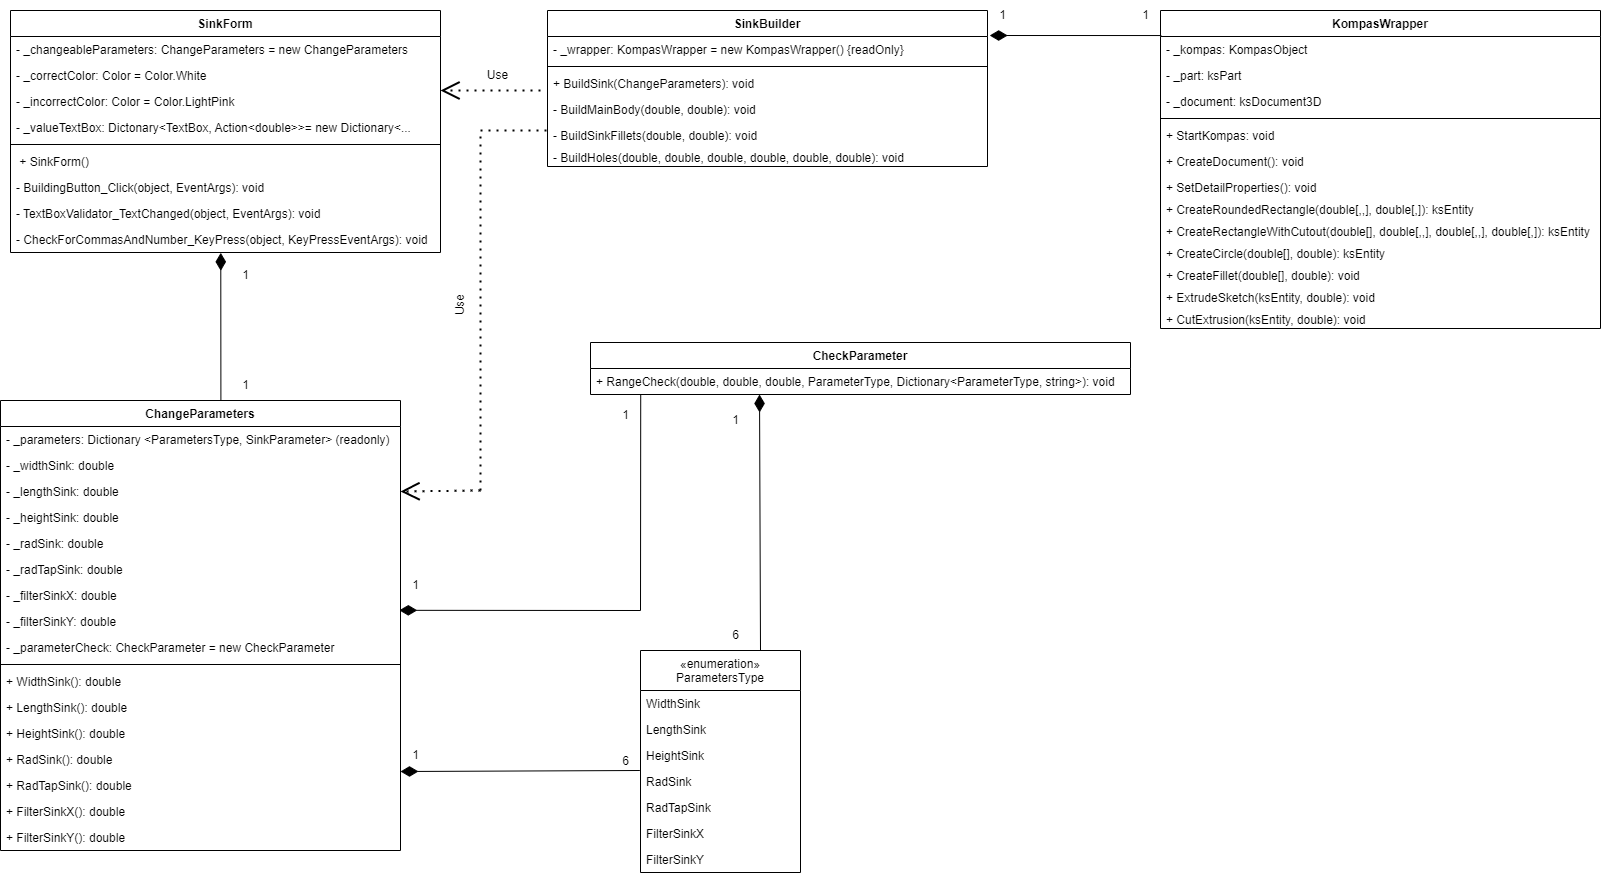 SinkForm
- _changeableParameters: ChangeParameters = new ChangeParameters
- _correctColor: Color = Color.White
- _incorrectColor: Color = Color.LightPink
- _valueTextBox: Dictonary<TextBox, Action<double>>= new Dictionary<...
+ SinkForm()
- BuildingButton_Click(object, EventArgs): void
- TextBoxValidator_TextChanged(object, EventArgs): void
- CheckForCommasAndNumber_KeyPress(object, KeyPressEventArgs): void
Use
SinkBuilder
- _wrapper: KompasWrapper = new KompasWrapper() {readOnly}
+ BuildSink(ChangeParameters): void
- BuildMainBody(double, double): void
- BuildSinkFillets(double, double): void
- BuildHoles(double, double, double, double, double, double): void
1
1
KompasWrapper
- _kompas: KompasObject
- _part: ksPart
- _document: ksDocument3D
+ StartKompas: void
+ CreateDocument(): void
+ SetDetailProperties(): void
+ CreateRoundedRectangle(double[,,], double[,]): ksEntity
+ CreateRectangleWithCutout(double[], double[,,], double[,,], double[,]): ksEntity
+ CreateCircle(double[], double): ksEntity
+ CreateFillet(double[], double): void
+ ExtrudeSketch(ksEntity, double): void
+ CutExtrusion(ksEntity, double): void
1
1
Use
CheckParameter
+ RangeCheck(double, double, double, ParameterType, Dictionary<ParameterType, string>): void
1
1
ChangeParameters
- _parameters: Dictionary <ParametersType, SinkParameter> (readonly)
- _widthSink: double
- _lengthSink: double
- _heightSink: double
- _radSink: double
- _radTapSink: double
- _filterSinkX: double
- _filterSinkY: double
- _parameterCheck: CheckParameter = new CheckParameter
+ WidthSink(): double
+ LengthSink(): double
+ HeightSink(): double
+ RadSink(): double
+ RadTapSink(): double
+ FilterSinkX(): double
+ FilterSinkY(): double
1
1
6
6
«enumeration»
ParametersType
WidthSink
LengthSink
HeightSink
RadSink
RadTapSink
FilterSinkX
FilterSinkY